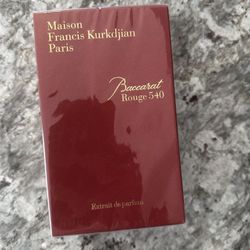 Maison
Francis Kurkdjian
Paris
Baccarat
Rouge 540
Extrait de parfum